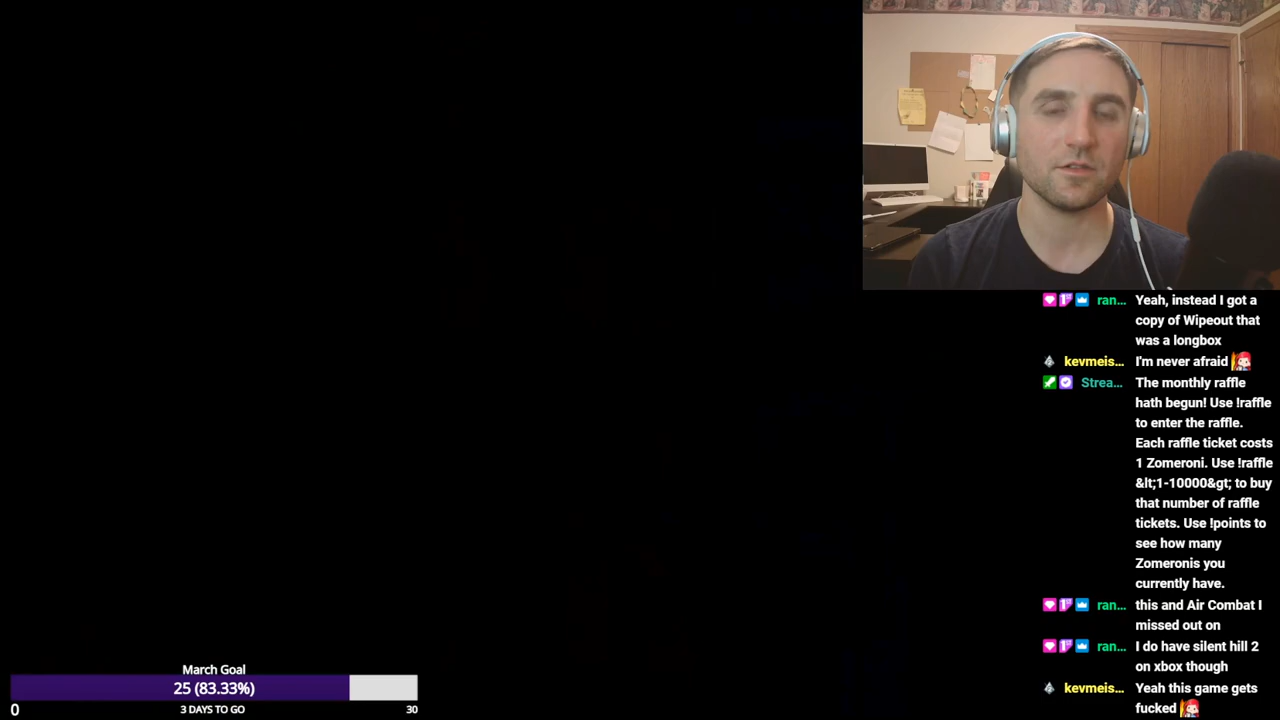 ran... Yeah, instead I got a
copy of Wipeout that
was a longbox
kevmeis... I'm never afraid
Strea... The monthly raffle
hath begun! Use !raffle
to enter the raffle.
Each raffle ticket costs
1 Zomeroni. Use !raffle
&lt;1-10000&gt; to buy
that number of raffle
tickets. Use !points to
see how many
Zomeronis you
currently have.
ran... this and Air Combat I
missed out on
ran... I do have silent hill 2
on xbox though
kevmeis... Yeah this game gets
fucked
March Goal
25 (83.33%)
0 3 DAYS TO GO 30